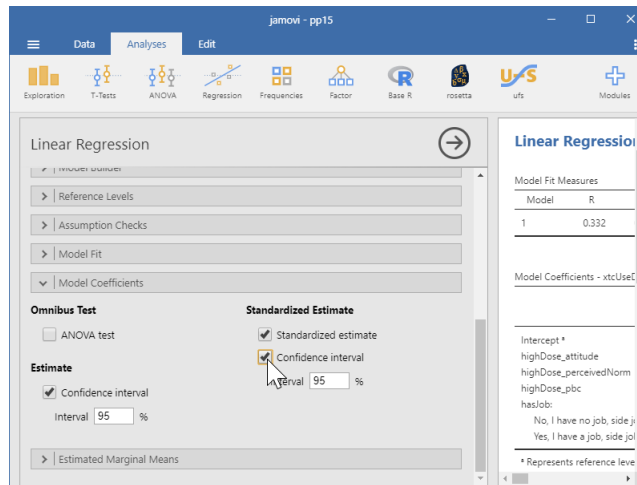 jamovi - pp15
Data Analyses Edit
Exploration T-Tests ANOVA Regression Frequencies Factor Base R rosetta ufs Modules
Linear Regression
Model Builder
Reference Levels
Assumption Checks
Model Fit
Model Coefficients
Omnibus Test
ANOVA test
Estimate
Confidence interval
Interval 95 %
Standardized Estimate
Standardized estimate
Confidence interval
Interval 95 %
Estimated Marginal Means
Linear Regression
Model Fit Measures
Model R
1 0.332
Model Coefficients - xtcUseD
Intercept ª
highDose_attitude
highDose_perceivedNorm
highDose_pbc
hasJob:
No, I have no job, side j
Yes, I have a job, side jo
ª Represents reference leve